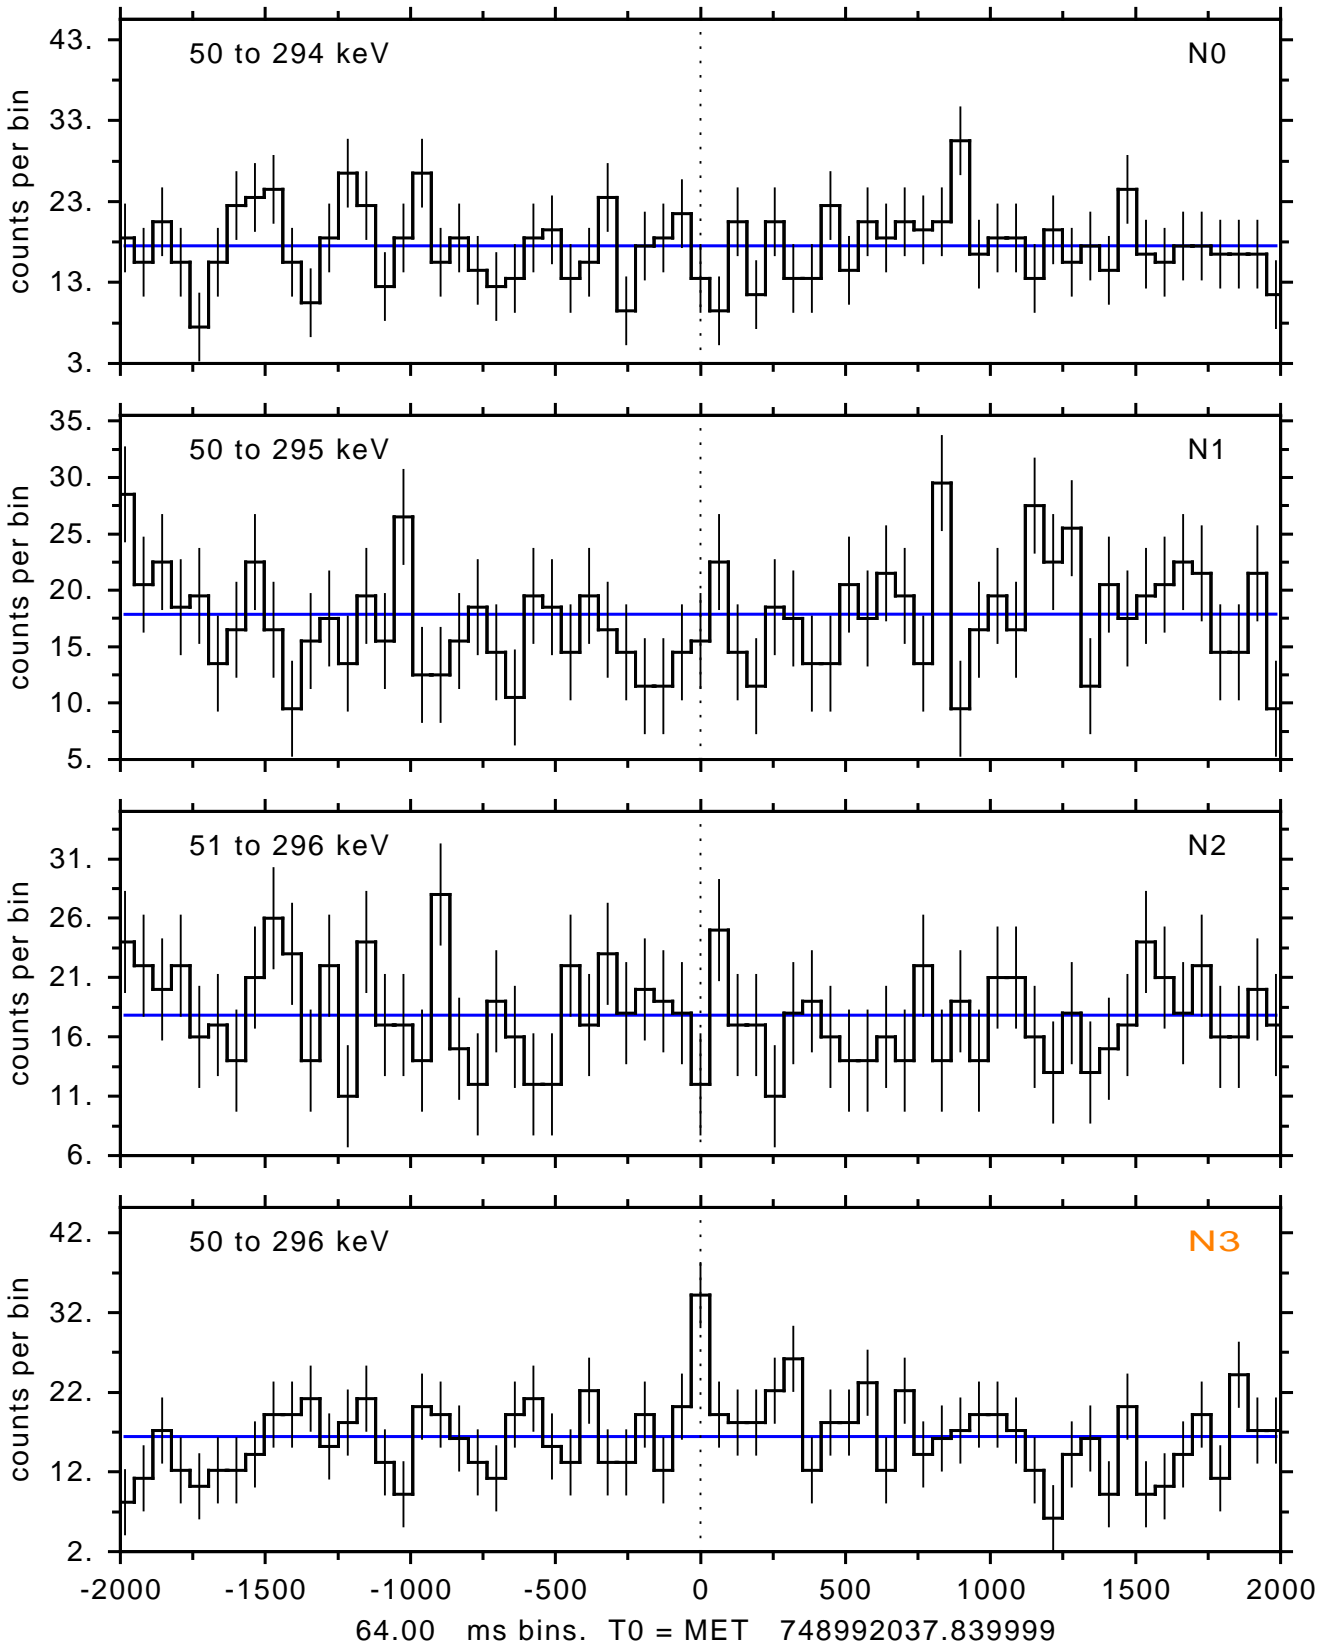 50 to 294 keV N0
counts per bin
43.
33.
23.
13.
3.
50 to 295 keV N1
counts per bin
35.
30.
25.
20.
15.
10.
5.
51 to 296 keV N2
counts per bin
31.
26.
21.
16.
11.
6.
50 to 296 keV N3
counts per bin
42.
32.
22.
12.
2.
-2000 -1500 -1000 -500 0 500 1000 1500 2000
64.00 ms bins. T0 = MET 748992037.839999